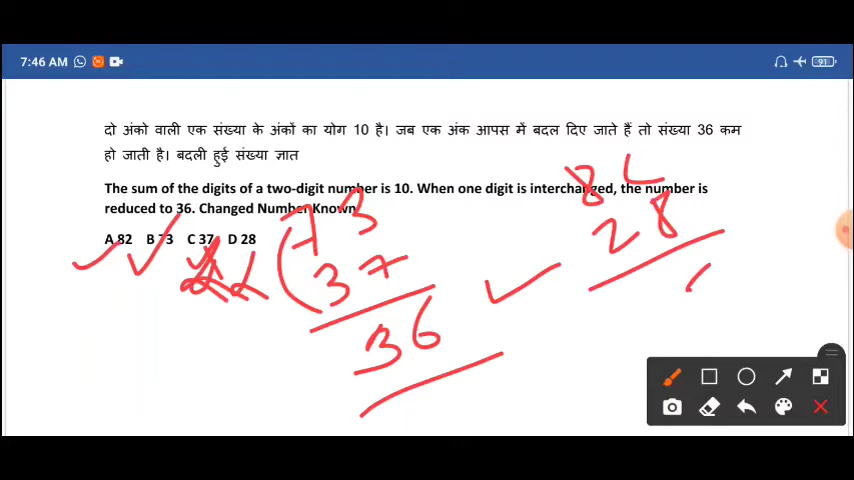 7:46 AM
91
दो अंको वाली एक संख्या के अंकों का योग 10 है। जब एक अंक आपस में बदल दिए जाते हैं तो संख्या 36 कम
हो जाती है। बदली हुई संख्या ज्ञात
The sum of the digits of a two-digit number is 10. When one digit is interchanged, the number is
reduced to 36. Changed Number Known
A 82 B 73 C 37 D 28
73
37
36
8
28